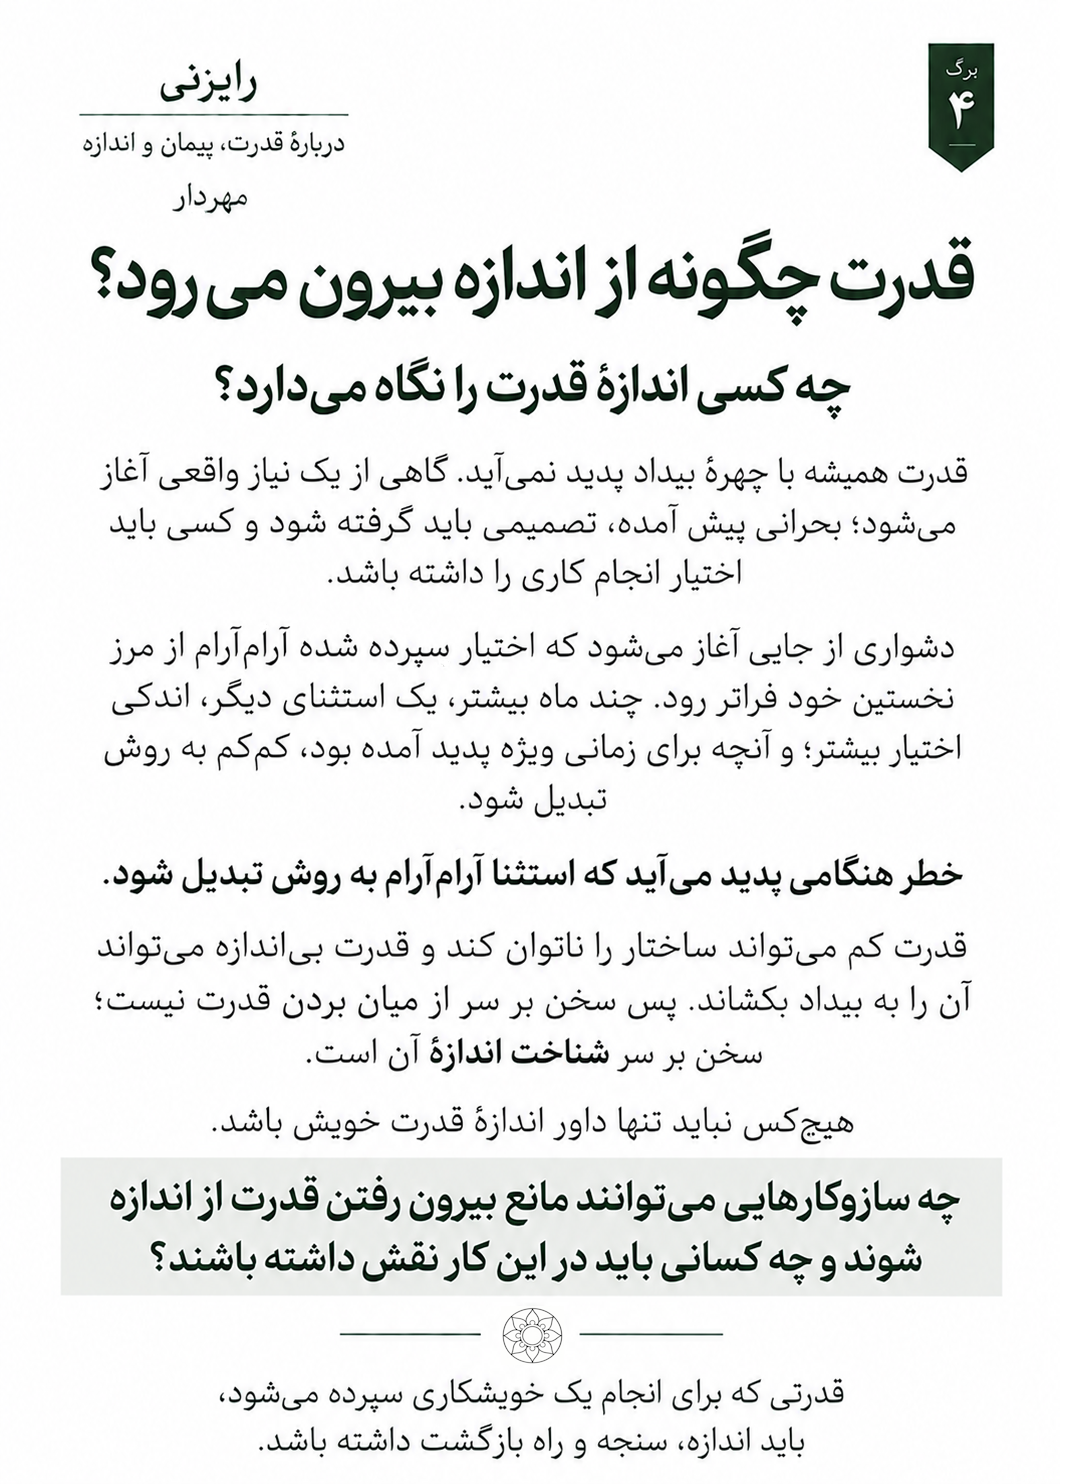 برگ
۴
رایزنی
دربارهٔ قدرت، پیمان و اندازه
مهردار
قدرت چگونه از اندازه بیرون می‌رود؟
چه کسی اندازهٔ قدرت را نگاه می‌دارد؟
قدرت همیشه با چهرهٔ بیداد پدید نمی‌آید. گاهی از یک نیاز واقعی آغاز
می‌شود؛ بحرانی پیش آمده، تصمیمی باید گرفته شود و کسی باید
اختیار انجام کاری را داشته باشد.
دشواری از جایی آغاز می‌شود که اختیار سپرده شده آرام‌آرام از مرز
نخستین خود فراتر رود. چند ماه بیشتر، یک استثنای دیگر، اندکی
اختیار بیشتر؛ و آنچه برای زمانی ویژه پدید آمده بود، کم‌کم به روش
تبدیل شود.
خطر هنگامی پدید می‌آید که استثنا آرام‌آرام به روش تبدیل شود.
قدرت کم می‌تواند ساختار را ناتوان کند و قدرت بی‌اندازه می‌تواند
آن را به بیداد بکشاند. پس سخن بر سر از میان بردن قدرت نیست؛
سخن بر سر شناخت اندازهٔ آن است.
هیچ‌کس نباید تنها داور اندازهٔ قدرت خویش باشد.
چه سازوکارهایی می‌توانند مانع بیرون رفتن قدرت از اندازه
شوند و چه کسانی باید در این کار نقش داشته باشند؟
قدرتی که برای انجام یک خویشکاری سپرده می‌شود،
باید اندازه، سنجه و راه بازگشت داشته باشد.